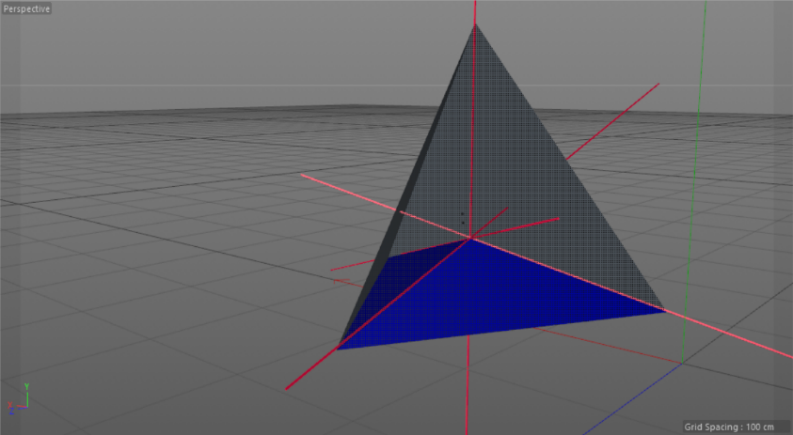 Perspective
Y
Z
Grid Spacing : 100 cm